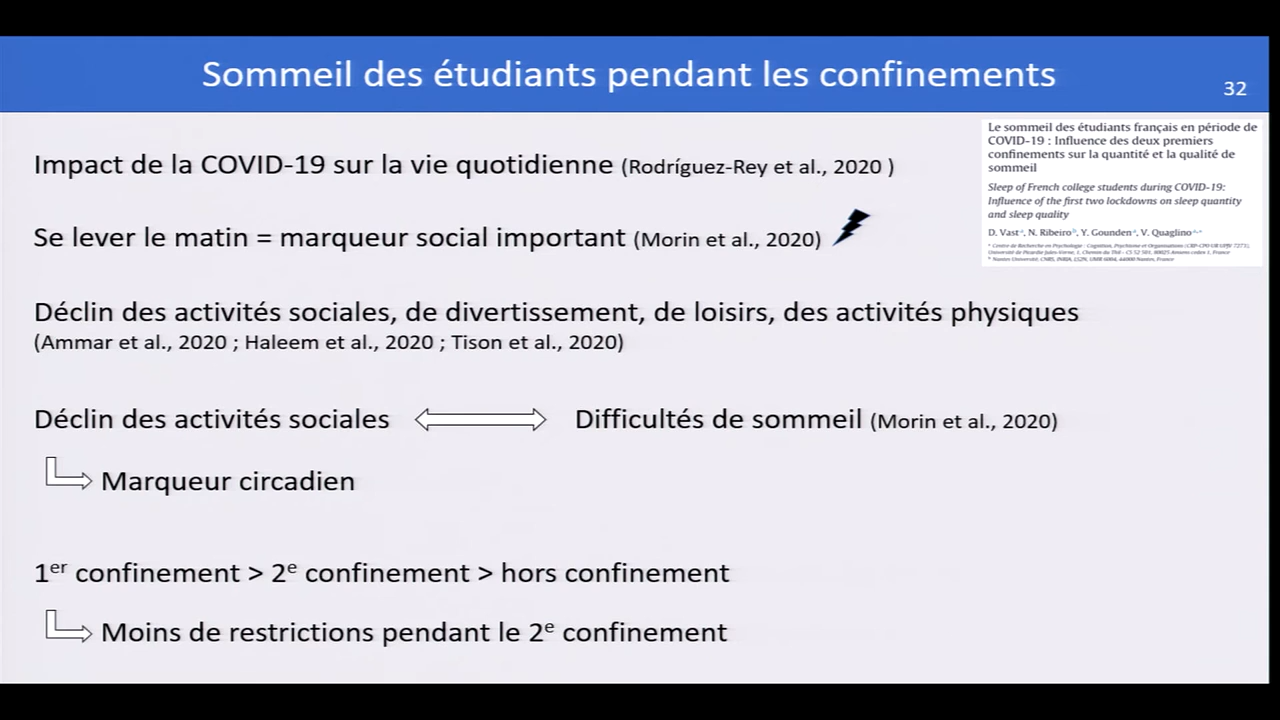 Sommeil des étudiants pendant les confinements
32
Le sommeil des étudiants français en période de
COVID-19 : Influence des deux premiers
confinements sur la quantité et la qualité de
sommeil
Sleep of French college students during COVID-19:
Influence of the first two lockdowns on sleep quantity
and sleep quality
D. Vast a, N. Ribeiro b, Y. Gounden a, V. Quaglino a,*
Impact de la COVID-19 sur la vie quotidienne (Rodríguez-Rey et al., 2020 )
Se lever le matin = marqueur social important (Morin et al., 2020)
Déclin des activités sociales, de divertissement, de loisirs, des activités physiques
(Ammar et al., 2020 ; Haleem et al., 2020 ; Tison et al., 2020)
Déclin des activités sociales Difficultés de sommeil (Morin et al., 2020)
Marqueur circadien
1er confinement > 2e confinement > hors confinement
Moins de restrictions pendant le 2e confinement